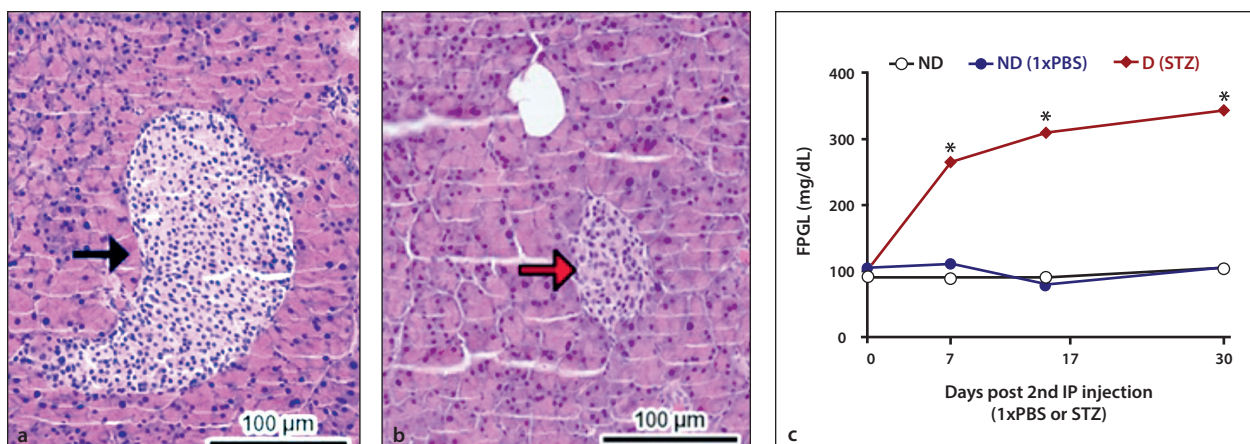 100 µm
a
100 µm
b
c
ND
ND (1xPBS)
D (STZ)
400
300
200
100
0
FPGL (mg/dL)
*
*
*
0
7
17
30
Days post 2nd IP injection
(1xPBS or STZ)